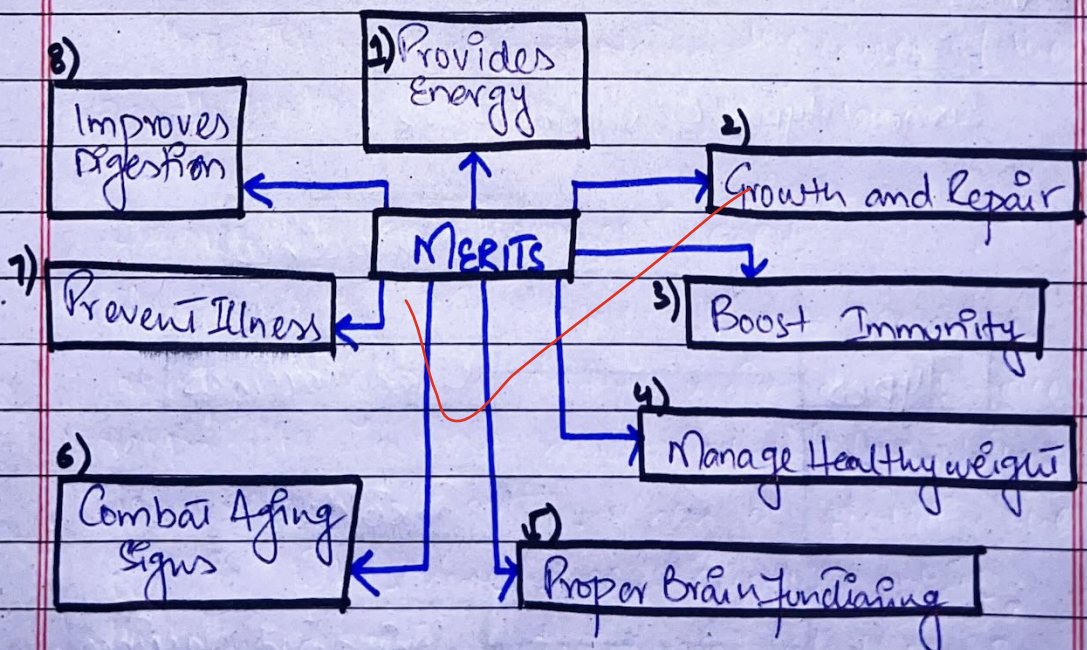 MERITS
1) Provides
Energy
2)
Growth and Repair
3)
Boost Immunity
4)
Manage Healthy weight
5)
Proper Brain functioning
6)
Combat Aging
Signs
7)
Prevent Illness
8)
Improves
Digestion